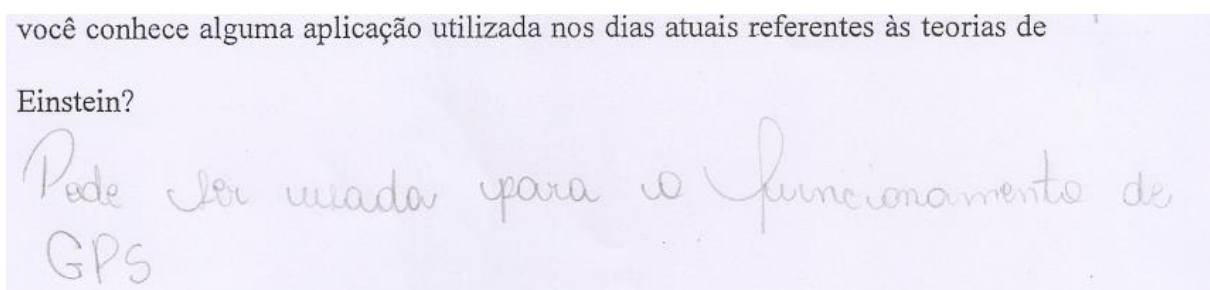 você conhece alguma aplicação utilizada nos dias atuais referentes às teorias de
Einstein?
Pode ser usada para o funcionamento de
GPS